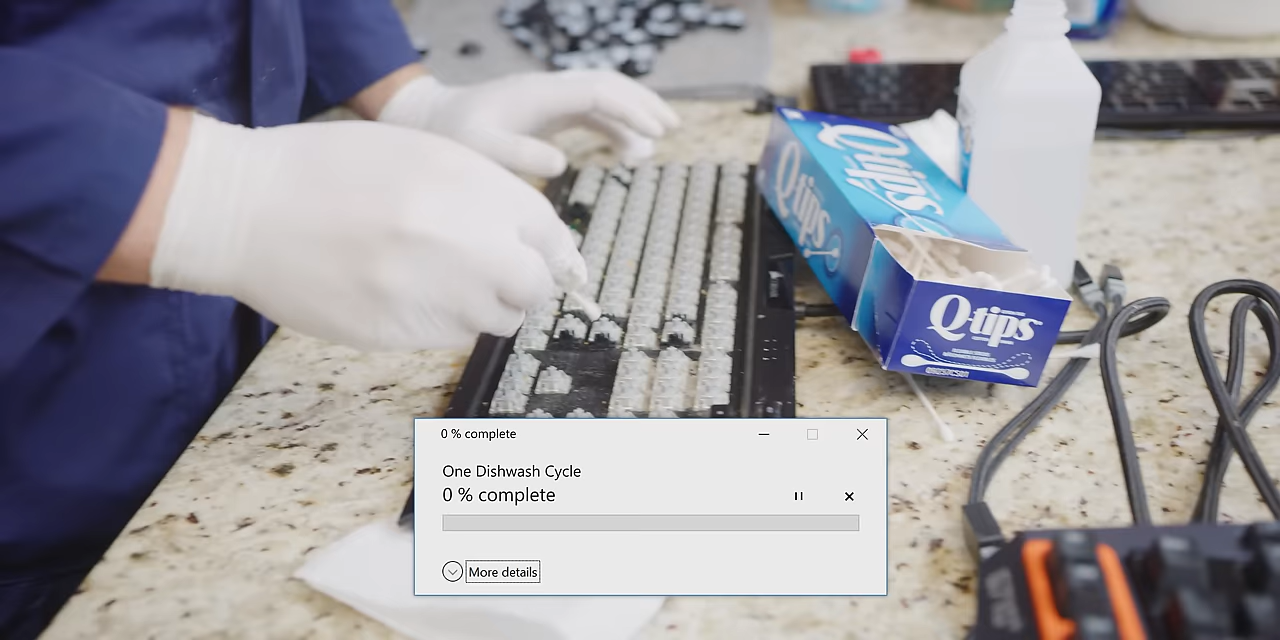 Q-tips
Q-tips
Q-tips
0 % complete
One Dishwash Cycle
0 % complete
More details